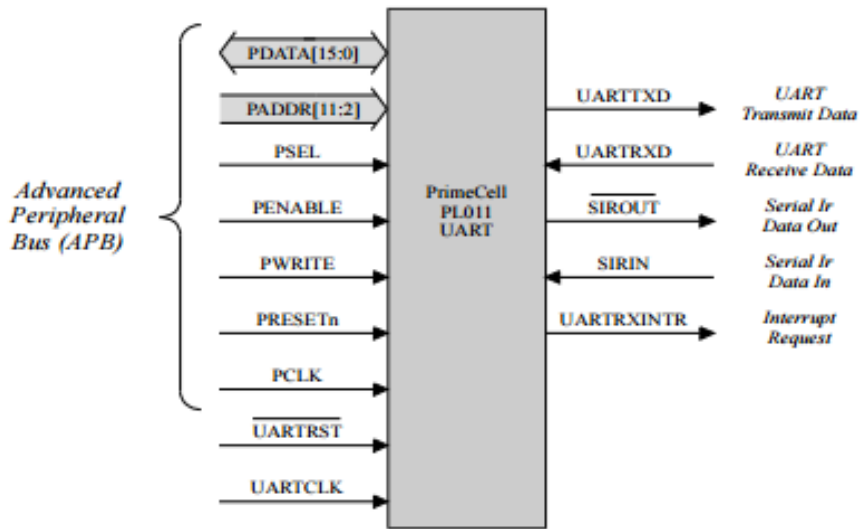 PDATA[15:0]
PADDR[11:2]
PSEL
PENABLE
PWRITE
PRESETn
PCLK
UARTRST
UARTCLK
Advanced
Peripheral
Bus (APB)
PrimeCell
PL011
UART
UARTTXD
UART
Transmit Data
UARTRXD
UART
Receive Data
SIROUT
Serial Ir
Data Out
SIRIN
Serial Ir
Data In
UARTRXINTR
Interrupt
Request